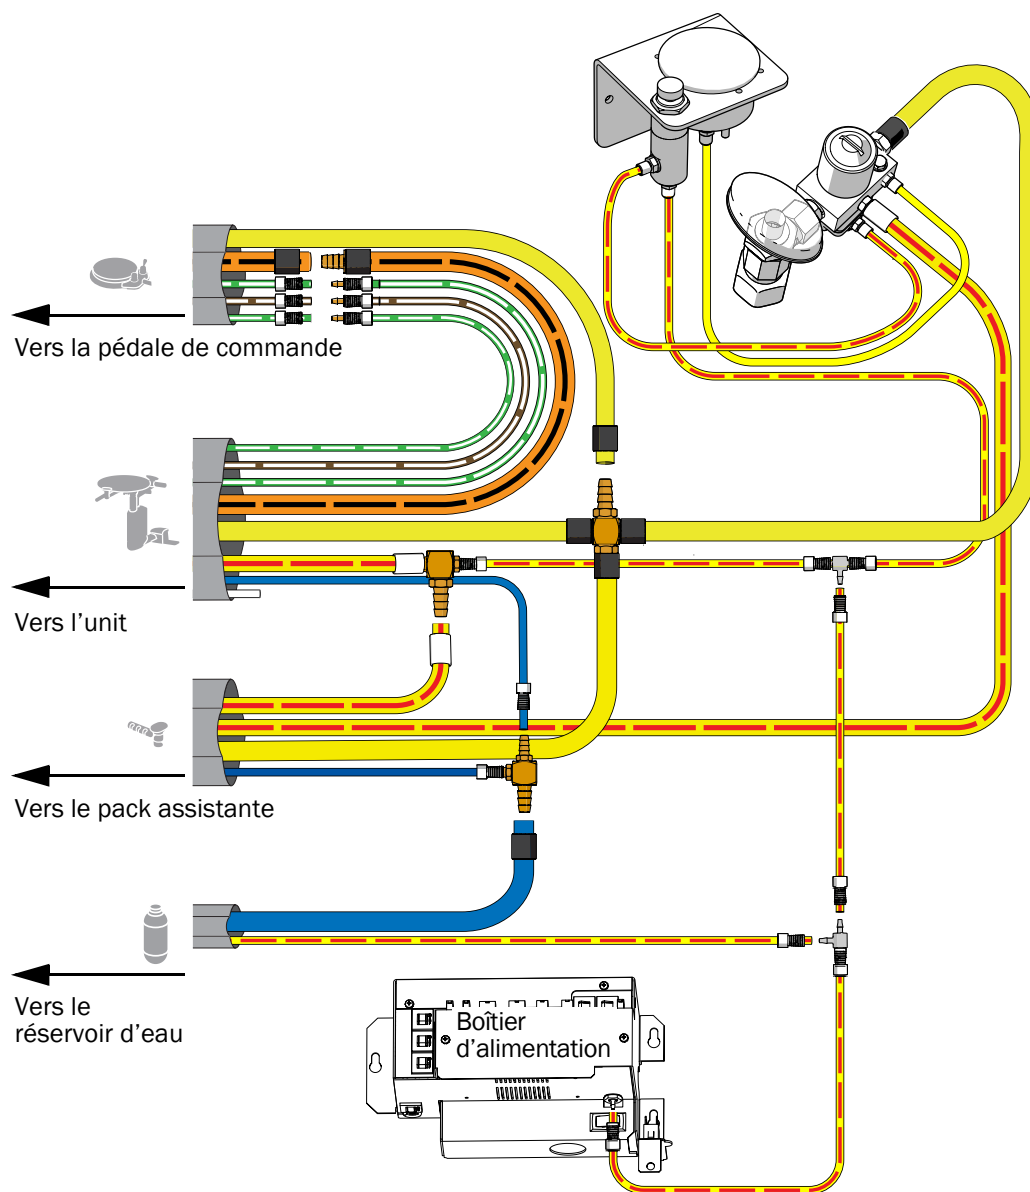 Vers la pédale de commande
Vers l'unit
Vers le pack assistante
Vers le
réservoir d'eau
Boîtier
d'alimentation